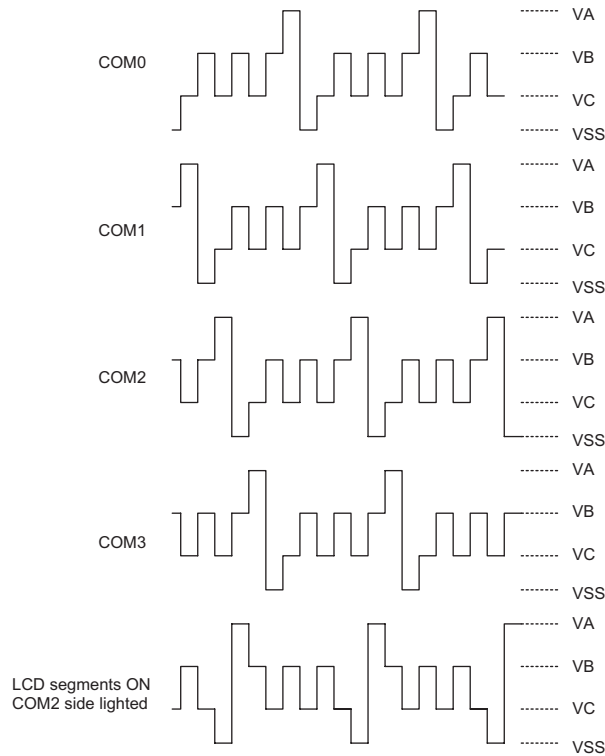 VA
COM0
VB
VC
VSS
VA
VB
COM1
VC
VSS
VA
VB
COM2
VC
VSS
VA
VB
COM3
VC
VSS
VA
VB
LCD segments ON
COM2 side lighted
VC
VSS